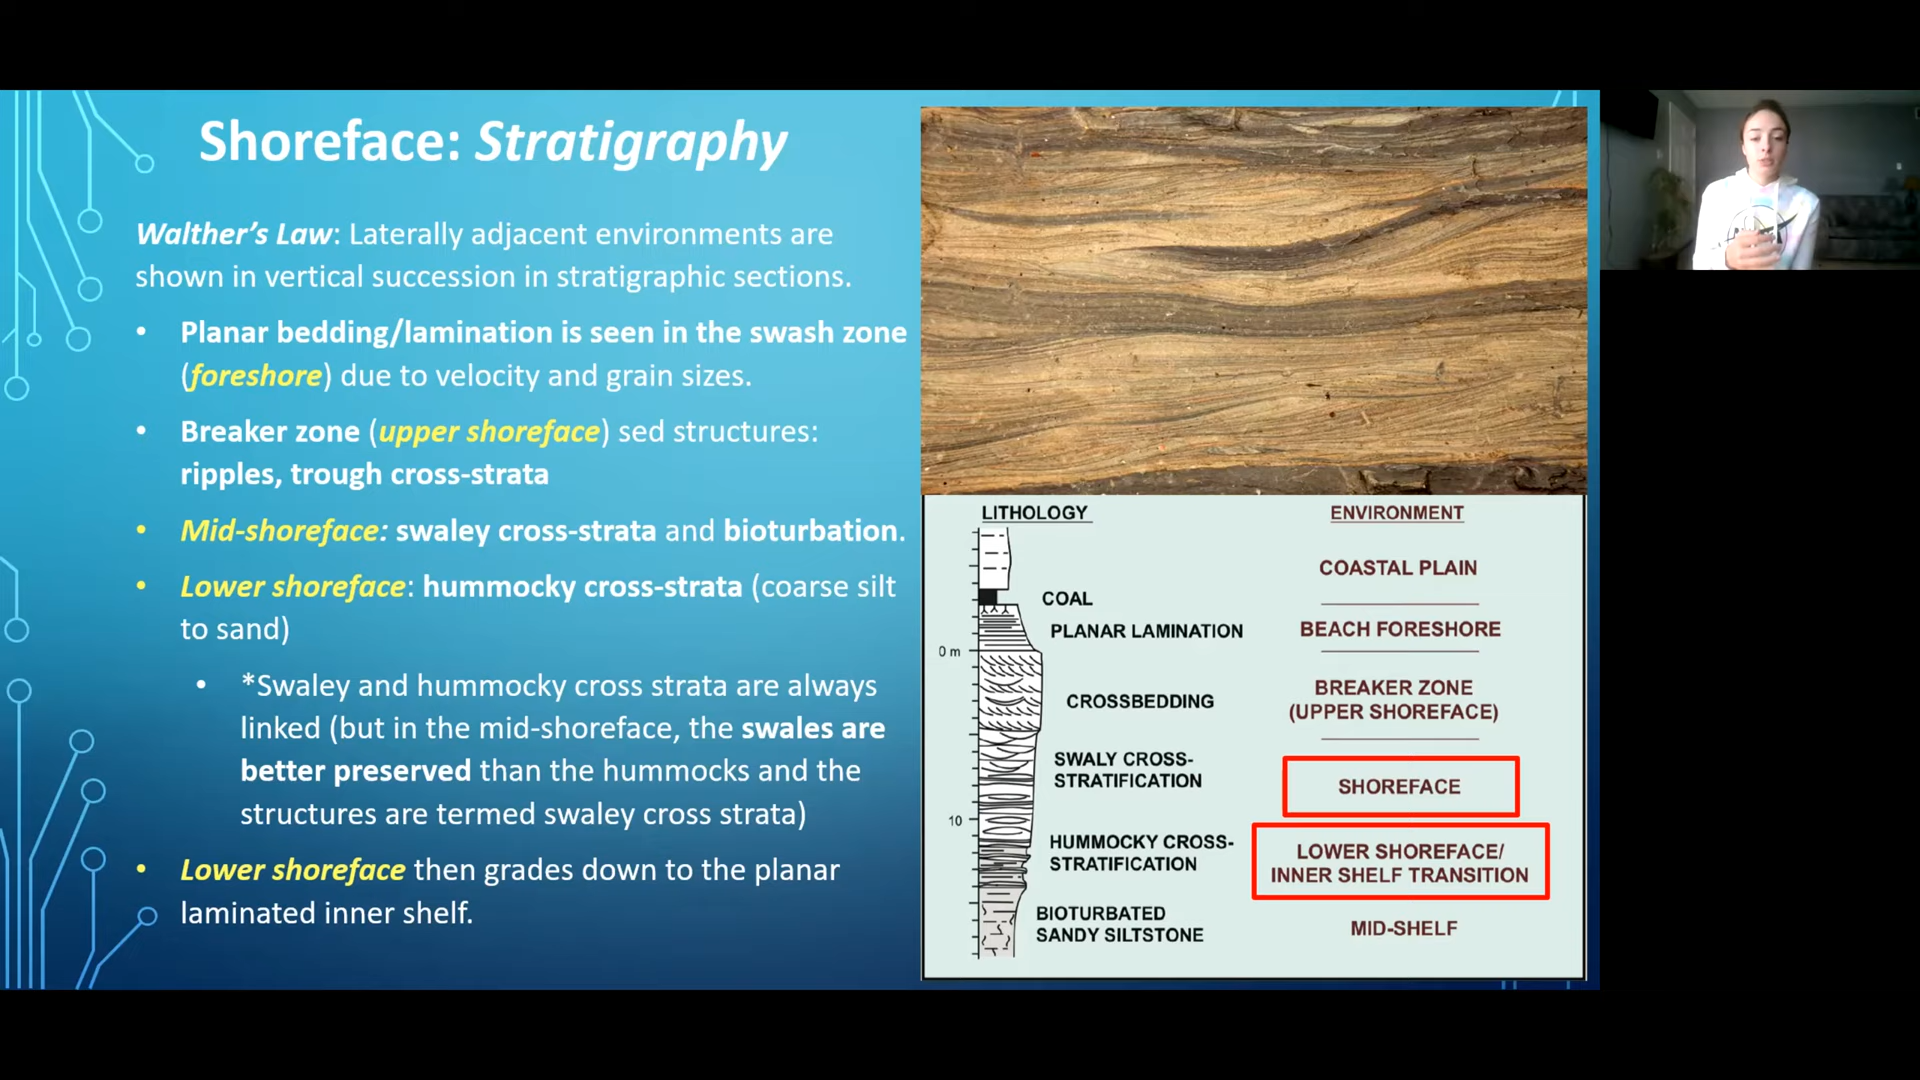 Shoreface: Stratigraphy
Walther's Law: Laterally adjacent environments are
shown in vertical succession in stratigraphic sections.
• Planar bedding/lamination is seen in the swash zone
(foreshore) due to velocity and grain sizes.
• Breaker zone (upper shoreface) sed structures:
ripples, trough cross-strata
• Mid-shoreface: swaley cross-strata and bioturbation.
• Lower shoreface: hummocky cross-strata (coarse silt
to sand)
• *Swaley and hummocky cross strata are always
linked (but in the mid-shoreface, the swales are
better preserved than the hummocks and the
structures are termed swaley cross strata)
• Lower shoreface then grades down to the planar
laminated inner shelf.
LITHOLOGY
ENVIRONMENT
COASTAL PLAIN
COAL
PLANAR LAMINATION
BEACH FORESHORE
0 m
CROSSBEDDING
BREAKER ZONE
(UPPER SHOREFACE)
SWALY CROSS-
STRATIFICATION
SHOREFACE
10
HUMMOCKY CROSS-
STRATIFICATION
LOWER SHOREFACE/
INNER SHELF TRANSITION
BIOTURBATED
SANDY SILTSTONE
MID-SHELF